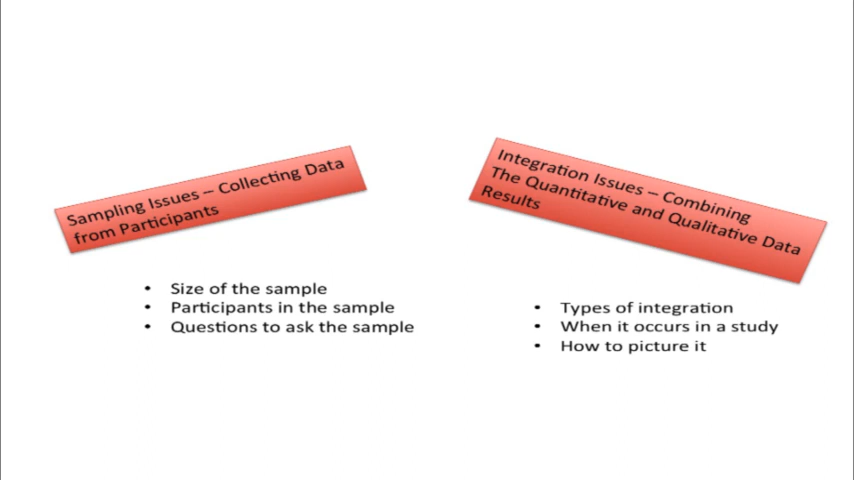 Sampling Issues – Collecting Data
from Participants
• Size of the sample
• Participants in the sample
• Questions to ask the sample
Integration Issues – Combining
The Quantitative and Qualitative Data
Results
• Types of integration
• When it occurs in a study
• How to picture it